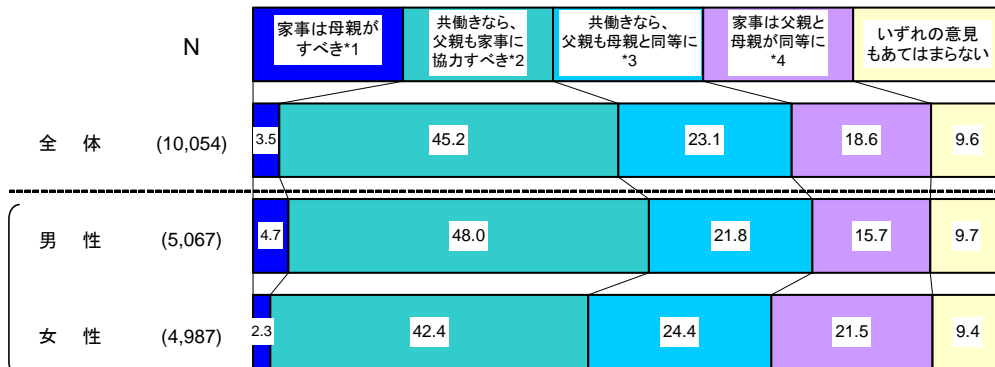 N
家事は母親が
すべき*1
共働きなら、
父親も家事に
協力すべき*2
共働きなら、
父親も母親と同等に
*3
家事は父親と
母親が同等に
*4
いずれの意見
もあてはまらない
全 体 (10,054) 3.5 45.2 23.1 18.6 9.6
男 性 (5,067) 4.7 48.0 21.8 15.7 9.7
女 性 (4,987) 2.3 42.4 24.4 21.5 9.4